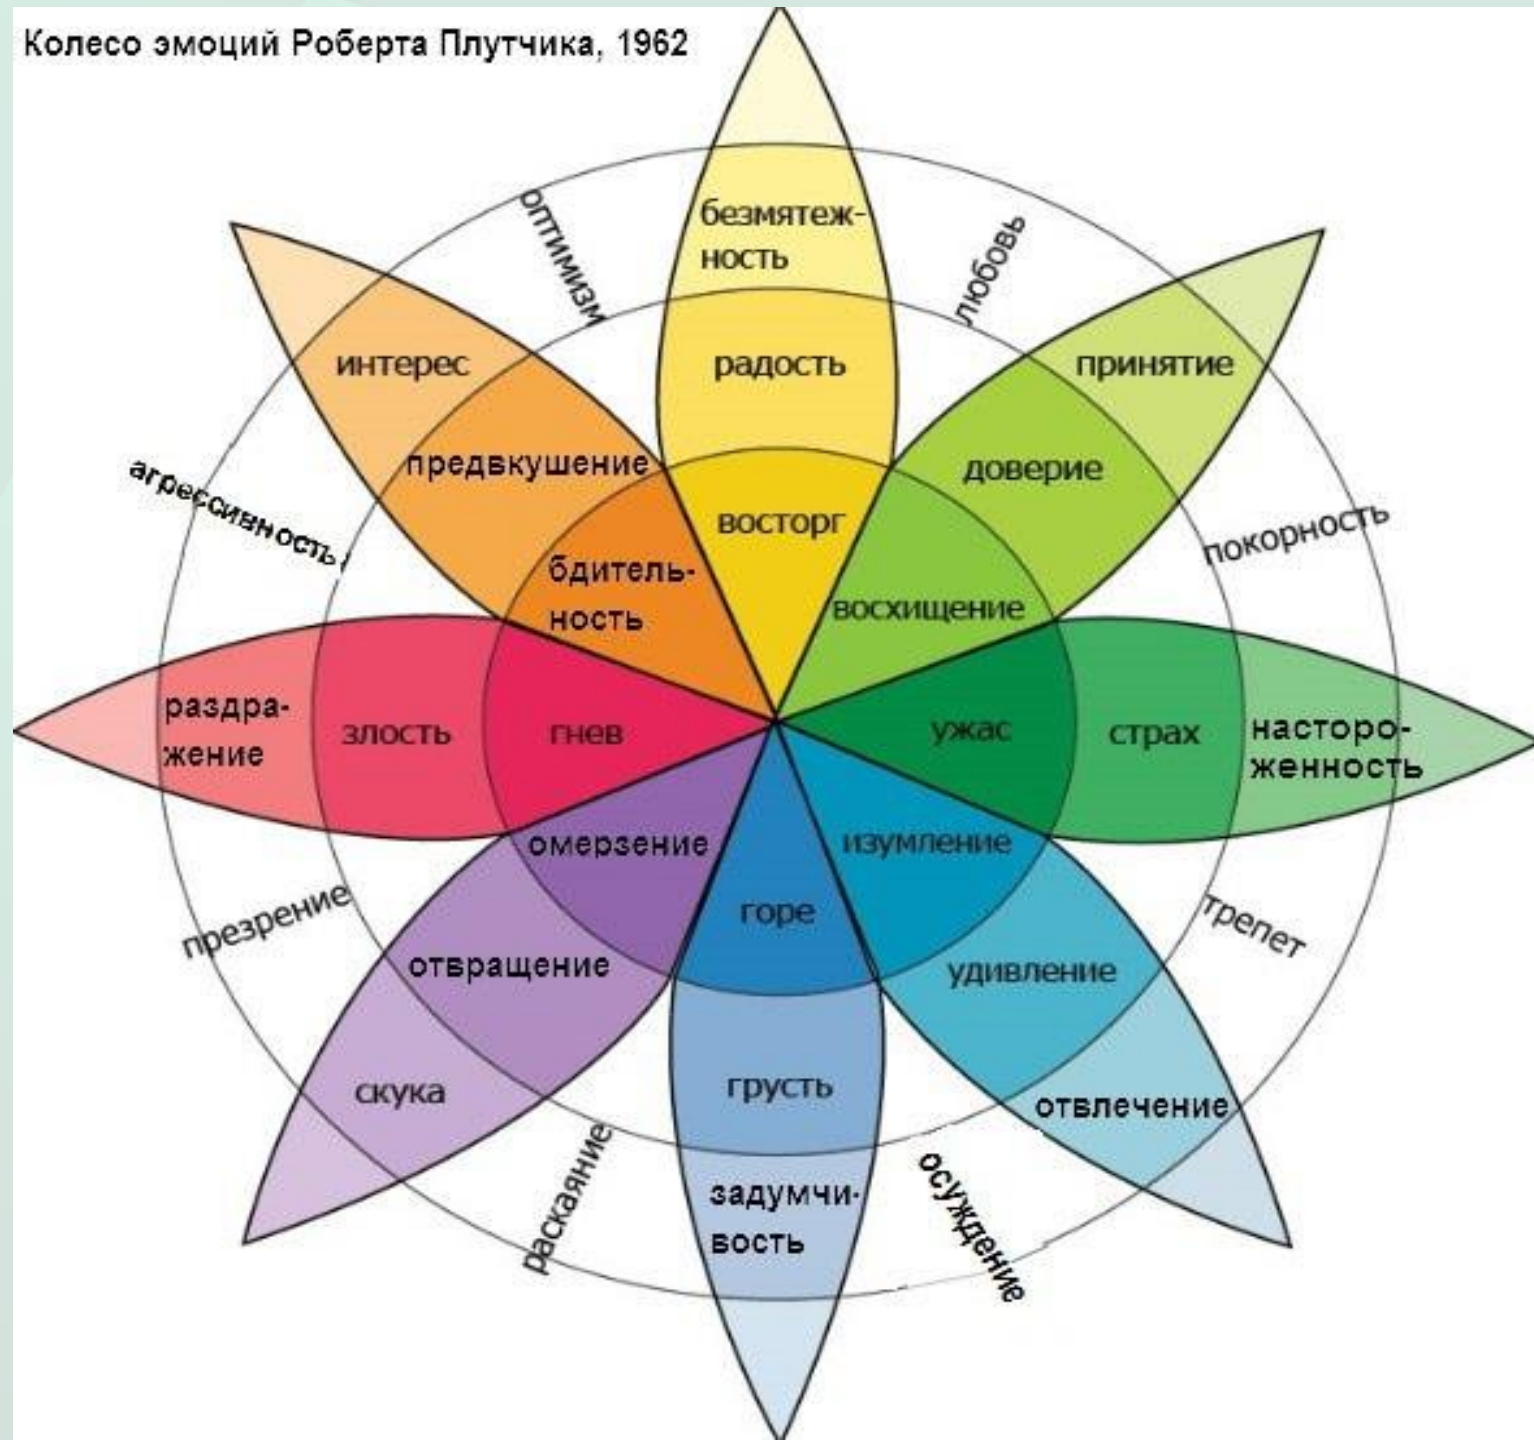 Колесо эмоций Роберта Плутчика, 1962
оптимизм
безмятеж-
ность
любовь
интерес
радость
принятие
агрессивность
предвкушение
восторг
доверие
покорность
бдитель-
ность
восхищение
раздра-
жение
злость
гнев
ужас
страх
насторо-
женность
омерзение
изумление
презрение
отвращение
горе
удивление
трепет
скука
грусть
отвлечение
раскаяние
задумчи-
вость
осуждение